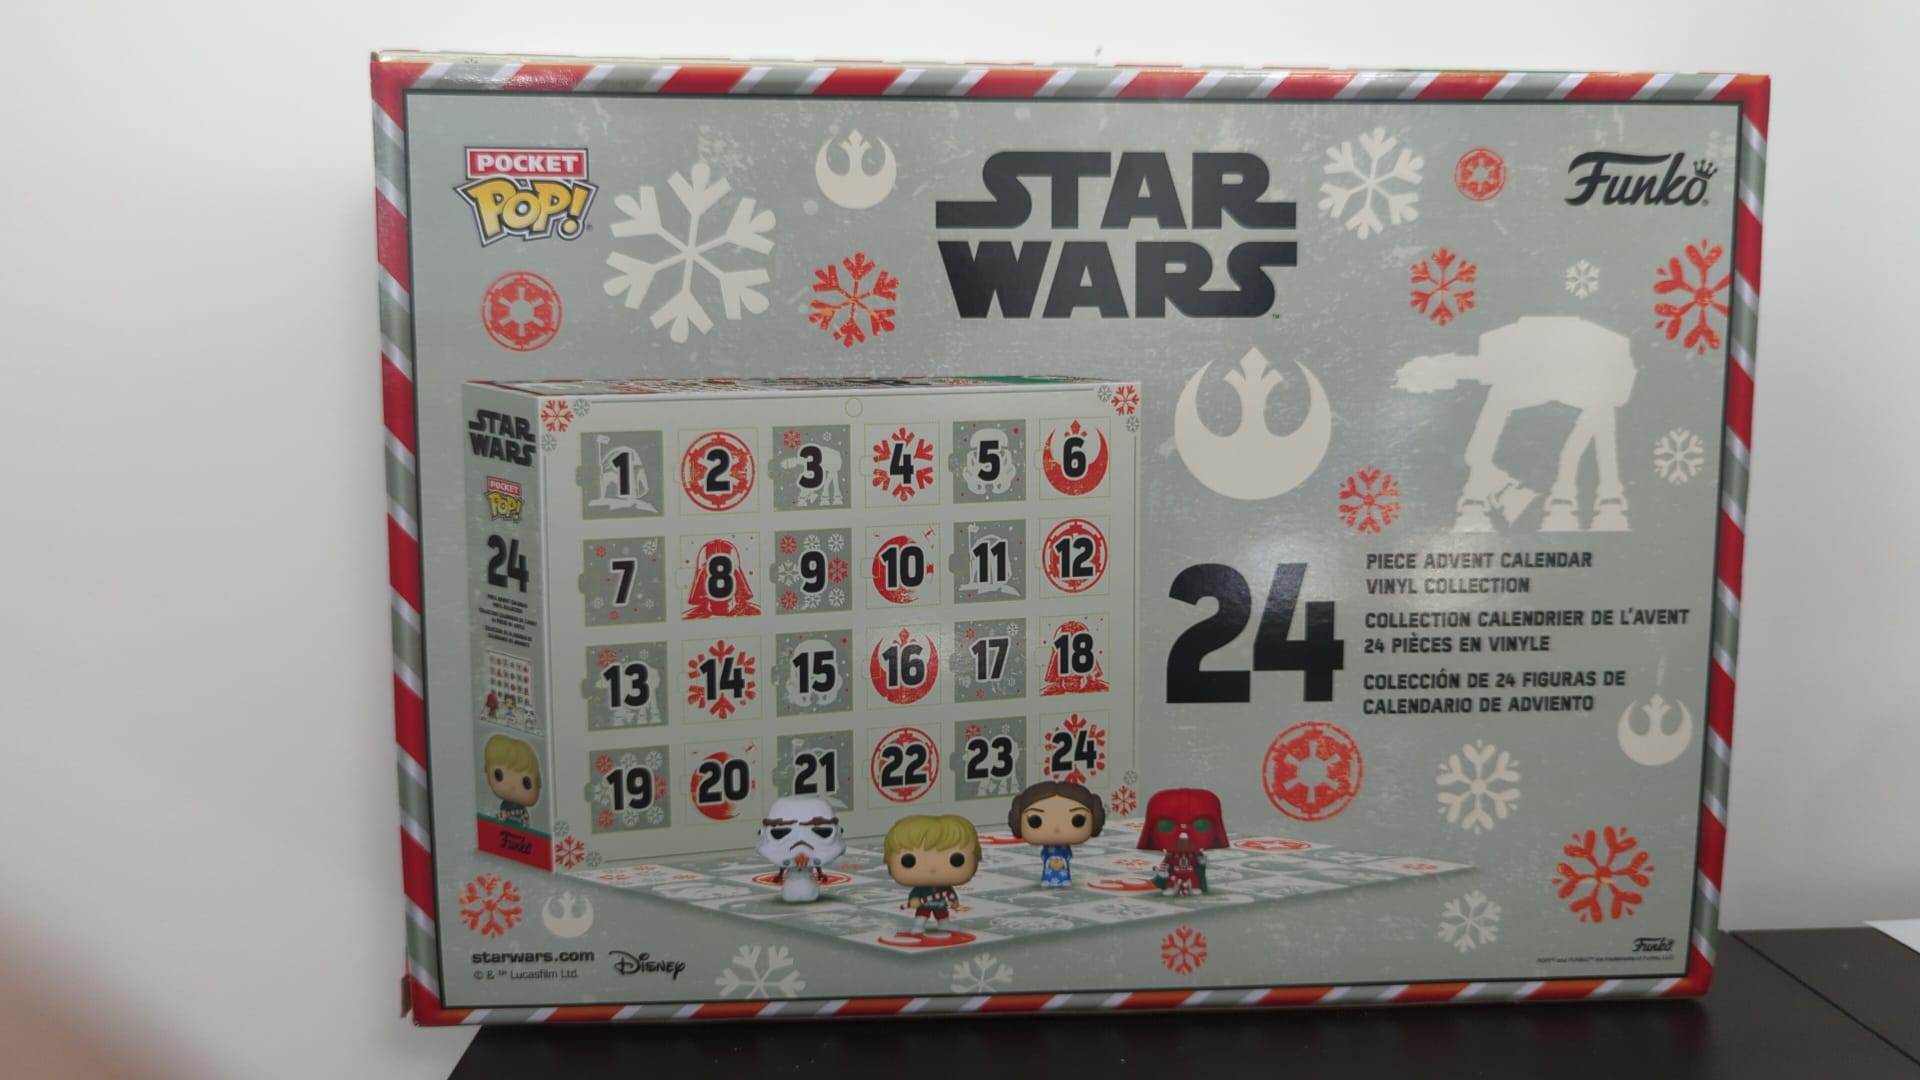 POCKET
POP!
STAR
WARS
Funko
STAR
WARS
POCKET
POP!
24
Funko
1 2 3 4 5 6
7 8 9 10 11 12
13 14 15 16 17 18
19 20 21 22 23 24
24
PIECE ADVENT CALENDAR
VINYL COLLECTION
COLLECTION CALENDRIER DE L'AVENT
24 PIÈCES EN VINYLE
COLECCIÓN DE 24 FIGURAS DE
CALENDARIO DE ADVIENTO
starwars.com
© & ™ Lucasfilm Ltd.
Disney
Funko